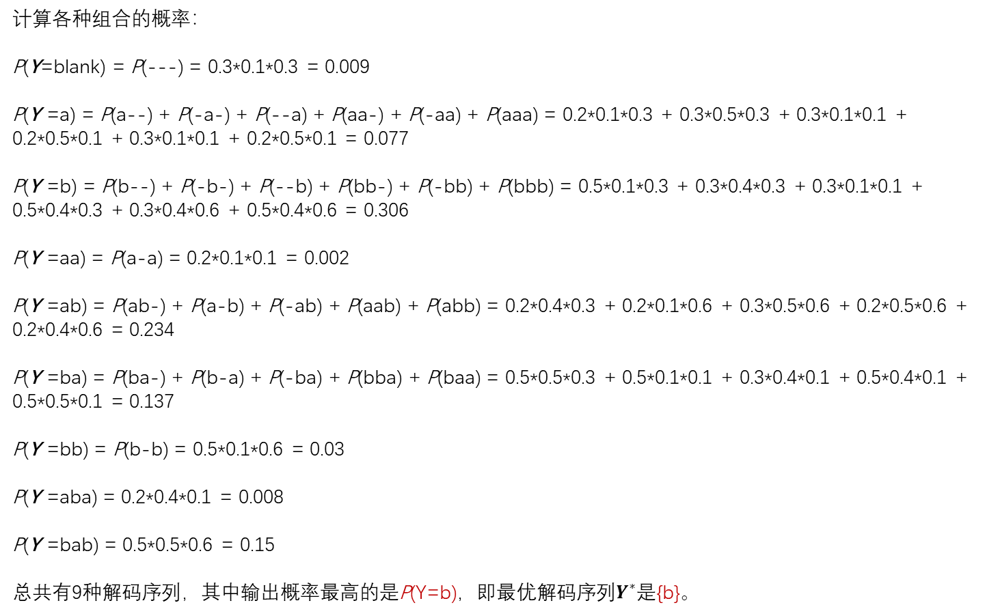 计算各种组合的概率：
P(Y=blank) = P(---) = 0.3*0.1*0.3 = 0.009
P(Y =a) = P(a--) + P(-a-) + P(--a) + P(aa-) + P(-aa) + P(aaa) = 0.2*0.1*0.3 + 0.3*0.5*0.3 + 0.3*0.1*0.1 +
0.2*0.5*0.1 + 0.3*0.1*0.1 + 0.2*0.5*0.1 = 0.077
P(Y =b) = P(b--) + P(-b-) + P(--b) + P(bb-) + P(-bb) + P(bbb) = 0.5*0.1*0.3 + 0.3*0.4*0.3 + 0.3*0.1*0.1 +
0.5*0.4*0.3 + 0.3*0.4*0.6 + 0.5*0.4*0.6 = 0.306
P(Y =aa) = P(a-a) = 0.2*0.1*0.1 = 0.002
P(Y =ab) = P(ab-) + P(a-b) + P(-ab) + P(aab) + P(abb) = 0.2*0.4*0.3 + 0.2*0.1*0.6 + 0.3*0.5*0.6 + 0.2*0.5*0.6 +
0.2*0.4*0.6 = 0.234
P(Y =ba) = P(ba-) + P(b-a) + P(-ba) + P(bba) + P(baa) = 0.5*0.5*0.3 + 0.5*0.1*0.1 + 0.3*0.4*0.1 + 0.5*0.4*0.1 +
0.5*0.5*0.1 = 0.137
P(Y =bb) = P(b-b) = 0.5*0.1*0.6 = 0.03
P(Y =aba) = 0.2*0.4*0.1 = 0.008
P(Y =bab) = 0.5*0.5*0.6 = 0.15
总共有9种解码序列，其中输出概率最高的是P(Y=b)，即最优解码序列Y*是{b}。